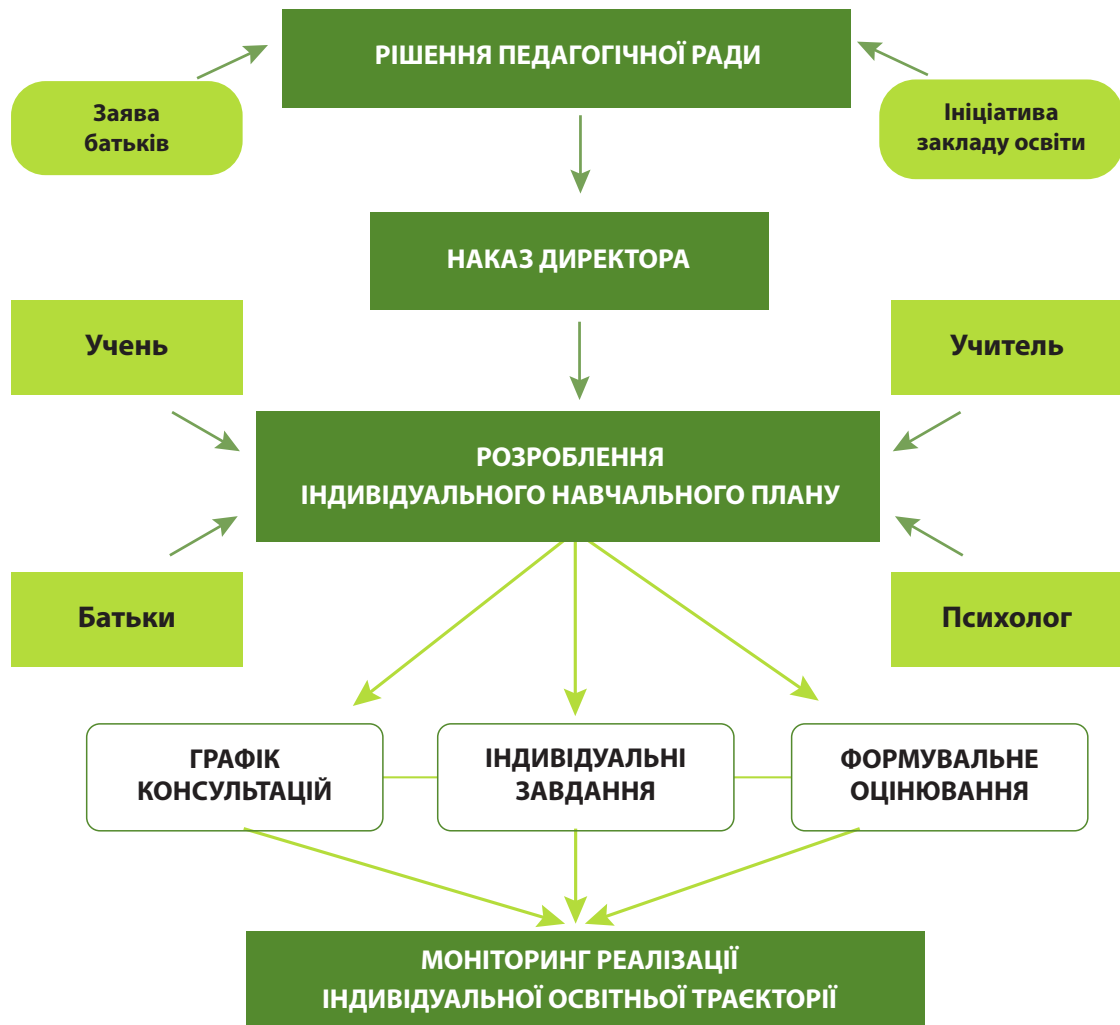 РІШЕННЯ ПЕДАГОГІЧНОЇ РАДИ
Заява
батьків
Ініціатива
закладу освіти
НАКАЗ ДИРЕКТОРА
Учень
Учитель
РОЗРОБЛЕННЯ
ІНДИВІДУАЛЬНОГО НАВЧАЛЬНОГО ПЛАНУ
Батьки
Психолог
ГРАФІК
КОНСУЛЬТАЦІЙ
ІНДИВІДУАЛЬНІ
ЗАВДАННЯ
ФОРМУВАЛЬНЕ
ОЦІНЮВАННЯ
МОНІТОРИНГ РЕАЛІЗАЦІЇ
ІНДИВІДУАЛЬНОЇ ОСВІТНЬОЇ ТРАЄКТОРІЇ